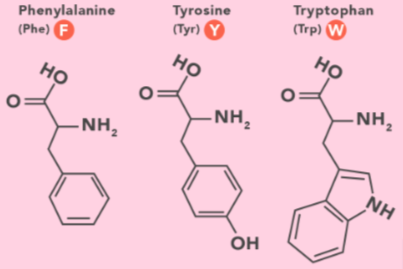 Phenylalanine
(Phe) F
HO
O
NH2
Tyrosine
(Tyr) Y
HO
O
NH2
OH
Tryptophan
(Trp) W
HO
O
NH2
NH